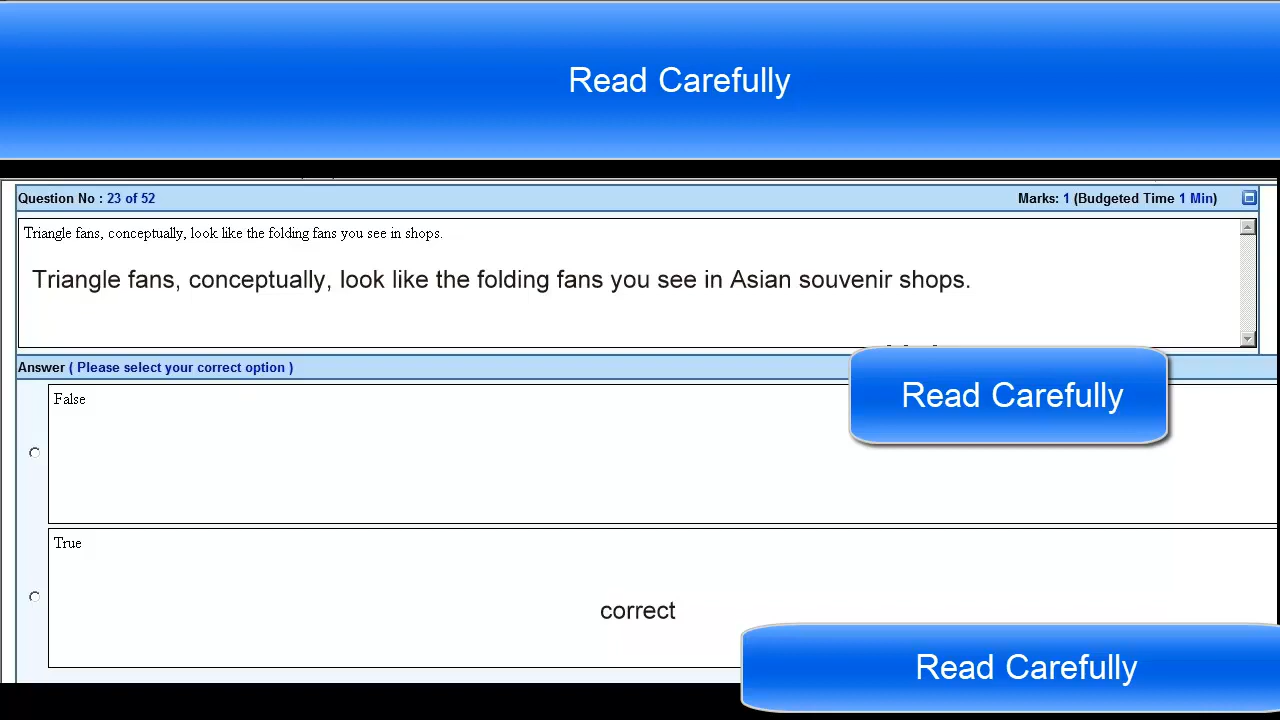 Read Carefully
Question No : 23 of 52
Marks: 1 (Budgeted Time 1 Min)
Triangle fans, conceptually, look like the folding fans you see in shops.
Triangle fans, conceptually, look like the folding fans you see in Asian souvenir shops.
Answer ( Please select your correct option )
Read Carefully
False
True
correct
Read Carefully